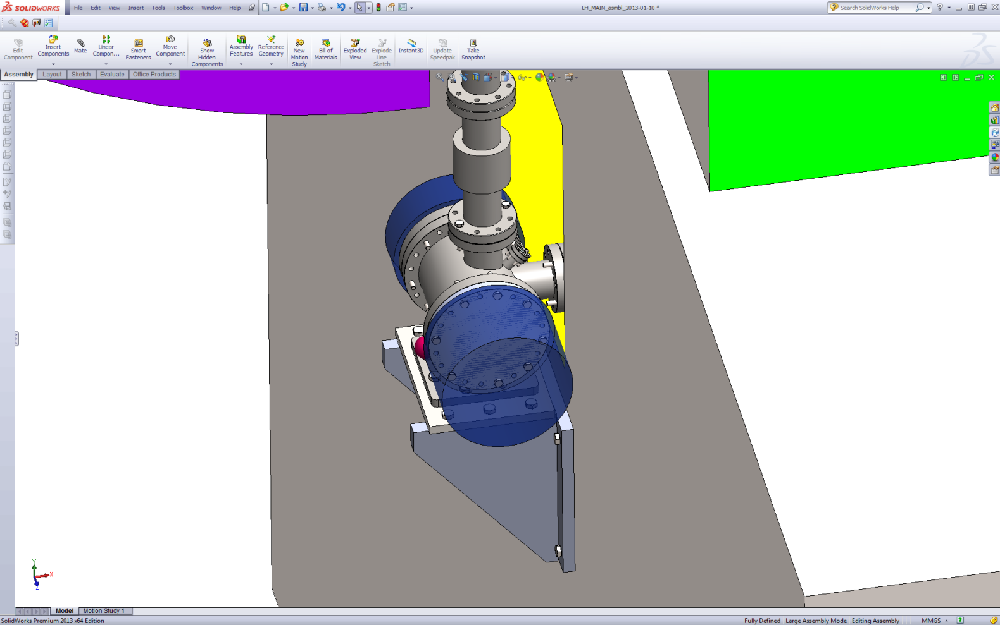 SOLIDWORKS File Edit View Insert Tools Toolbox Window Help LH_MAIN_asmbl_2013-01-10 * Search SolidWorks Help
Edit Component
Insert Components
Mate
Linear Compon...
Smart Fasteners
Move Component
Show Hidden Components
Assembly Features
Reference Geometry
New Motion Study
Bill of Materials
Exploded View
Explode Line Sketch
Instant3D
Update Speedpak
Take Snapshot
Assembly Layout Sketch Evaluate Office Products
Y
X
Z
Model Motion Study 1
SolidWorks Premium 2013 x64 Edition Fully Defined Large Assembly Mode Editing Assembly MMGS